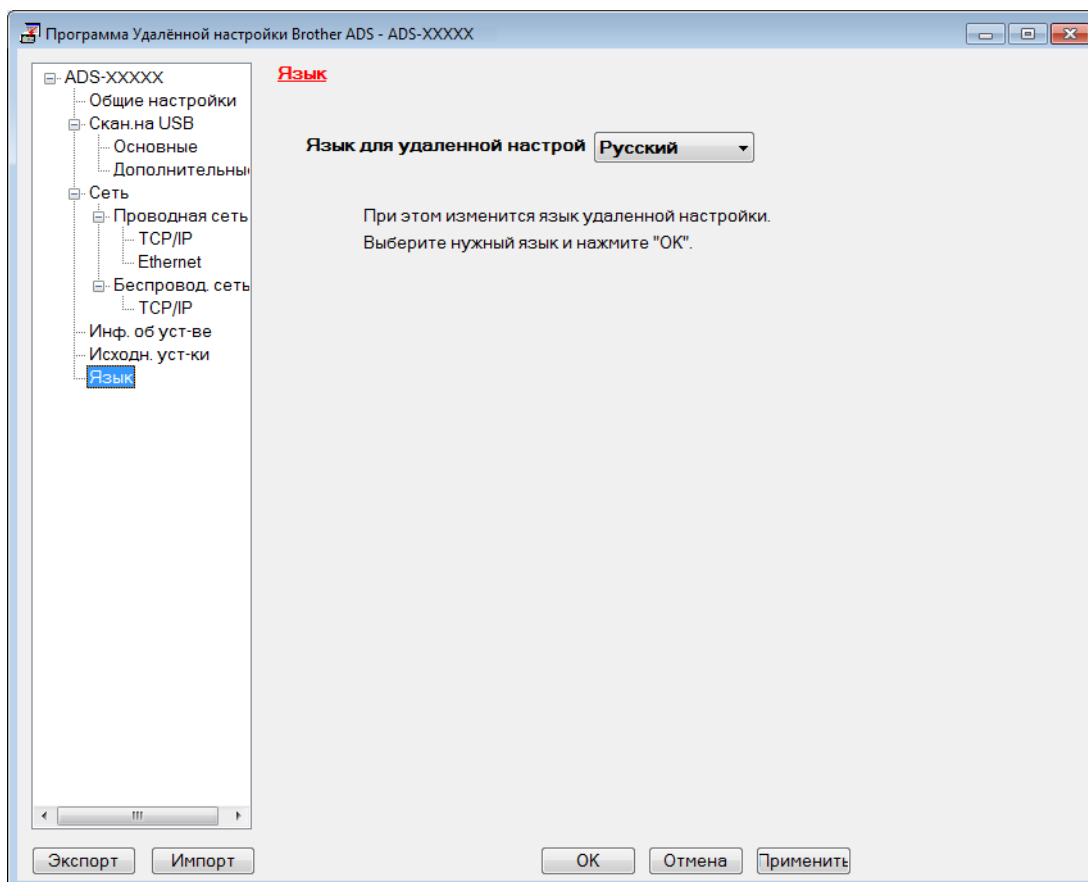 Программа Удалённой настройки Brother ADS - ADS-XXXXX
ADS-XXXXX
Общие настройки
Скан.на USB
Основные
Дополнительны
Сеть
Проводная сеть
TCP/IP
Ethernet
Беспровод. сеть
TCP/IP
Инф. об уст-ве
Исходн. уст-ки
Язык
Язык
Язык для удаленной настрой Русский
При этом изменится язык удаленной настройки.
Выберите нужный язык и нажмите "OK".
Экспорт Импорт OK Отмена Применить